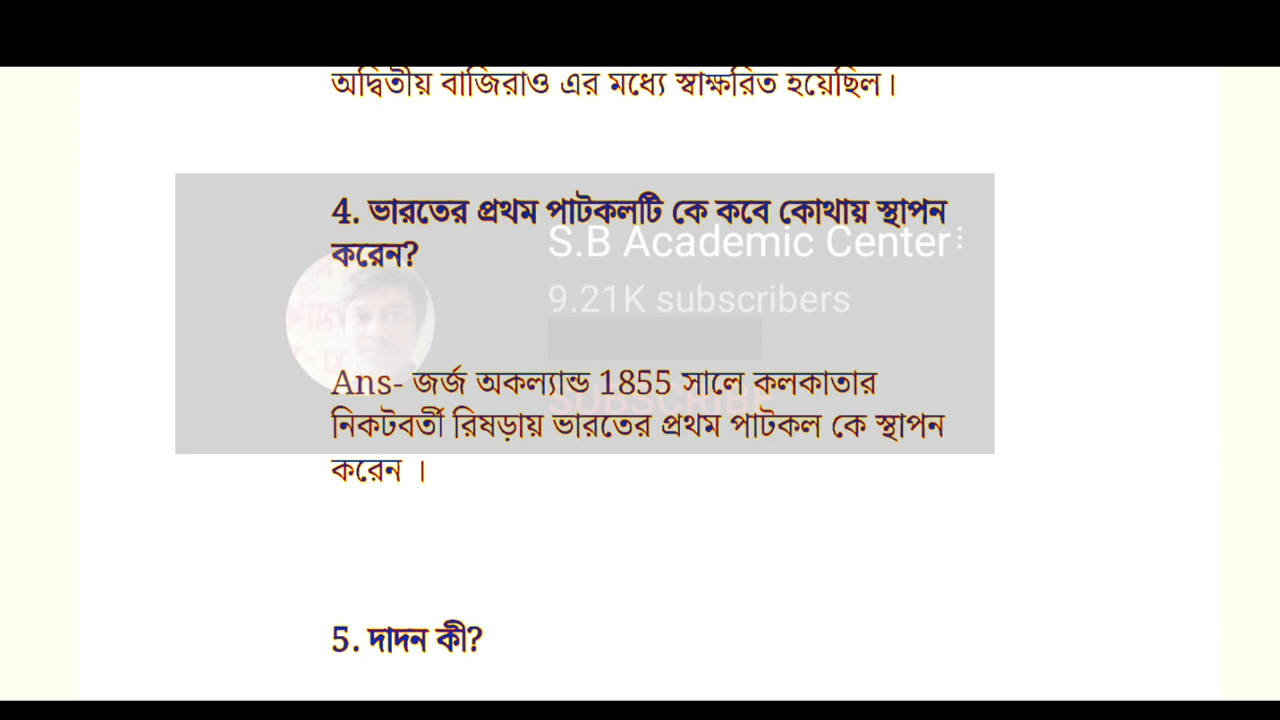 অদ্বিতীয় বাজিরাও এর মধ্যে স্বাক্ষরিত হয়েছিল।
4. ভারতের প্রথম পাটকলটি কে কবে কোথায় স্থাপন
করেন?
S.B Academic Center
9.21K subscribers
Ans- জর্জ অকল্যান্ড 1855 সালে কলকাতার
SUBSCRIBE
নিকটবর্তী রিষড়ায় ভারতের প্রথম পাটকল কে স্থাপন
করেন ।
5. দাদন কী?